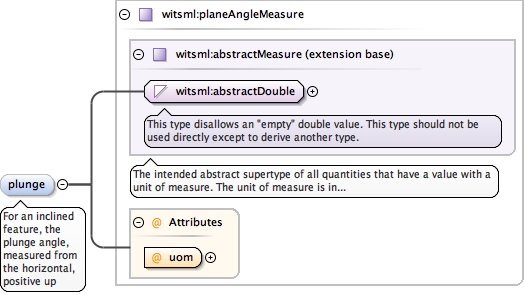 witsml:planeAngleMeasure
witsml:abstractMeasure (extension base)
witsml:abstractDouble
This type disallows an "empty" double value. This type should not be
used directly except to derive another type.
The intended abstract supertype of all quantities that have a value with a
unit of measure. The unit of measure is in...
plunge
For an inclined
feature, the
plunge angle,
measured from
the horizontal,
positive up
@ Attributes
@ uom